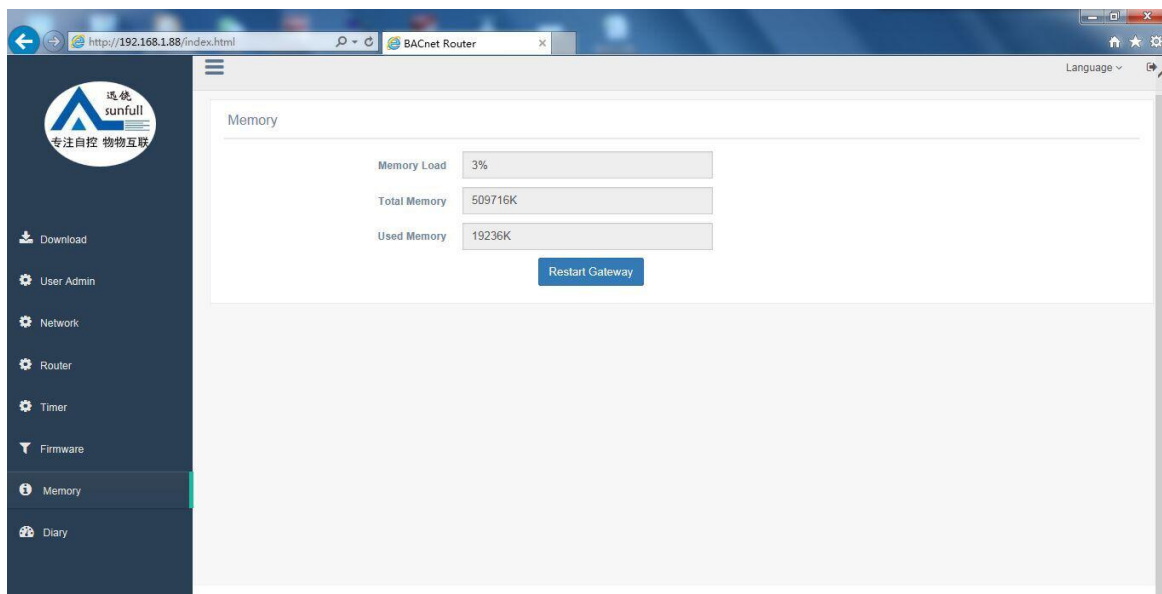 http://192.168.1.88/index.html
BACnet Router
Language
迅饶
sunfull
专注自控 物物互联
Download
User Admin
Network
Router
Timer
Firmware
Memory
Diary
Memory
Memory Load 3%
Total Memory 509716K
Used Memory 19236K
Restart Gateway